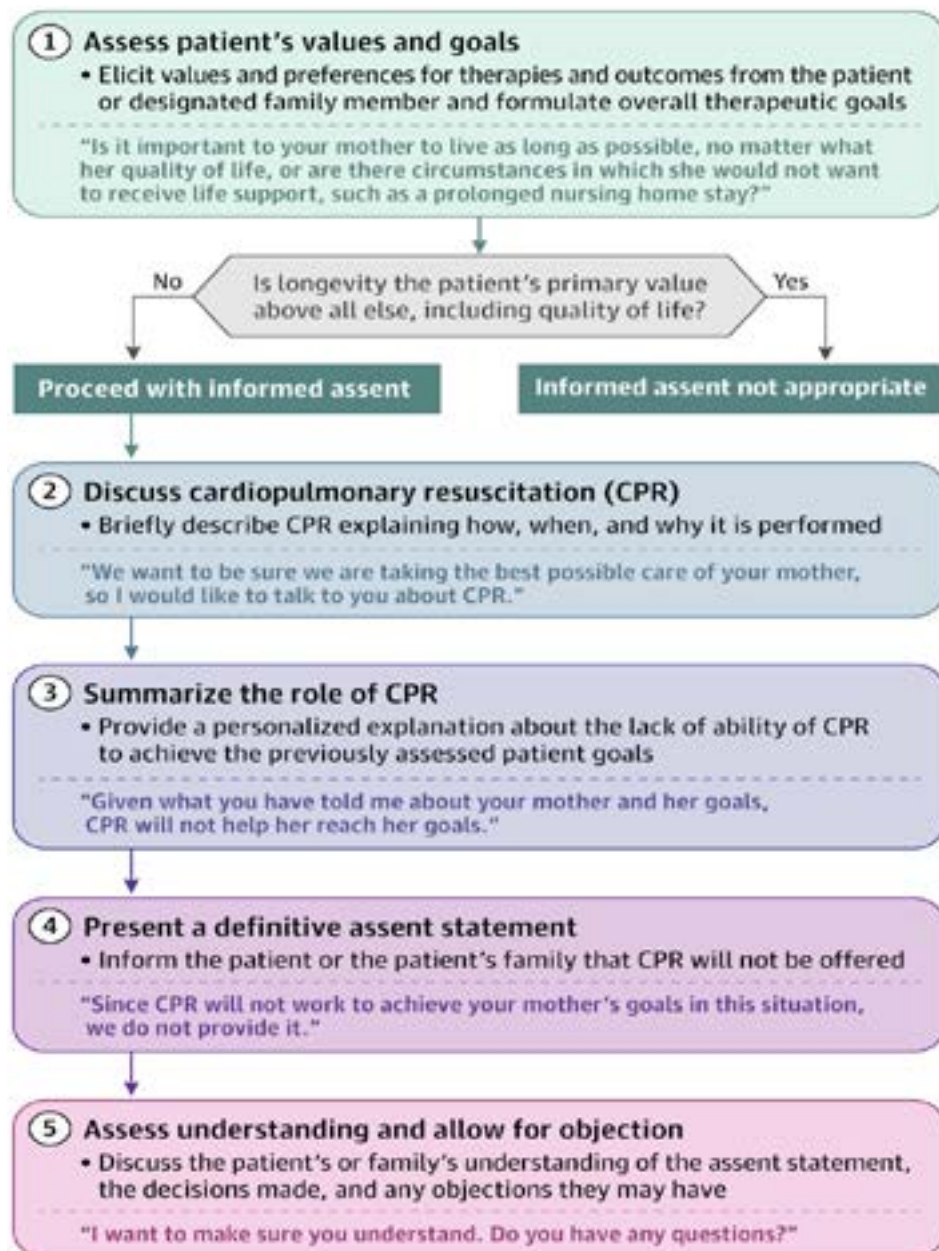 1 Assess patient's values and goals
• Elicit values and preferences for therapies and outcomes from the patient
or designated family member and formulate overall therapeutic goals
"Is it important to your mother to live as long as possible, no matter what
her quality of life, or are there circumstances in which she would not want
to receive life support, such as a prolonged nursing home stay?"
No
Is longevity the patient's primary value
above all else, including quality of life?
Yes
Proceed with informed assent
Informed assent not appropriate
2 Discuss cardiopulmonary resuscitation (CPR)
• Briefly describe CPR explaining how, when, and why it is performed
"We want to be sure we are taking the best possible care of your mother,
so I would like to talk to you about CPR."
3 Summarize the role of CPR
• Provide a personalized explanation about the lack of ability of CPR
to achieve the previously assessed patient goals
"Given what you have told me about your mother and her goals,
CPR will not help her reach her goals."
4 Present a definitive assent statement
• Inform the patient or the patient's family that CPR will not be offered
"Since CPR will not work to achieve your mother's goals in this situation,
we do not provide it."
5 Assess understanding and allow for objection
• Discuss the patient's or family's understanding of the assent statement,
the decisions made, and any objections they may have
"I want to make sure you understand. Do you have any questions?"